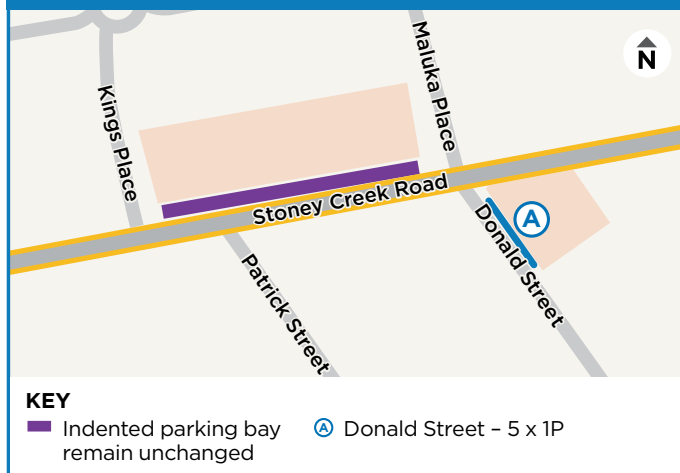 N
Kings Place
Maluka Place
Stoney Creek Road
A
Patrick Street
Donald Street
KEY
Indented parking bay
remain unchanged
A Donald Street – 5 x 1P